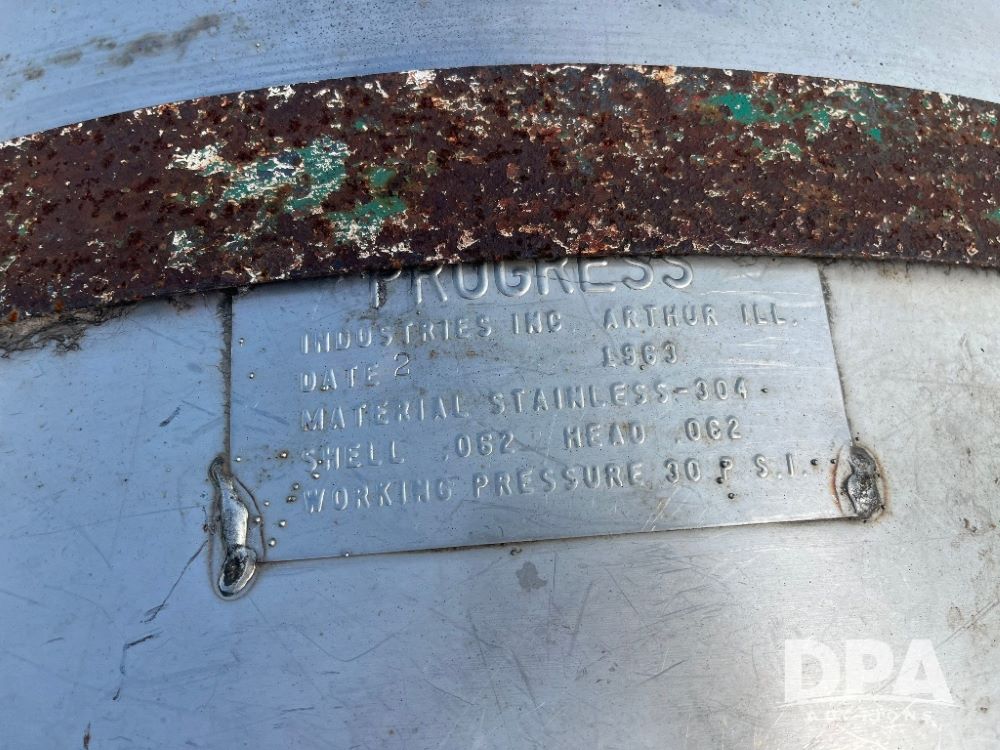 PROGRESS
INDUSTRIES INC ARTHUR ILL.
DATE 2 1963
MATERIAL STAINLESS-304
SHELL .062 HEAD .062
WORKING PRESSURE 30 P S.I.
DPA
AUCTIONS